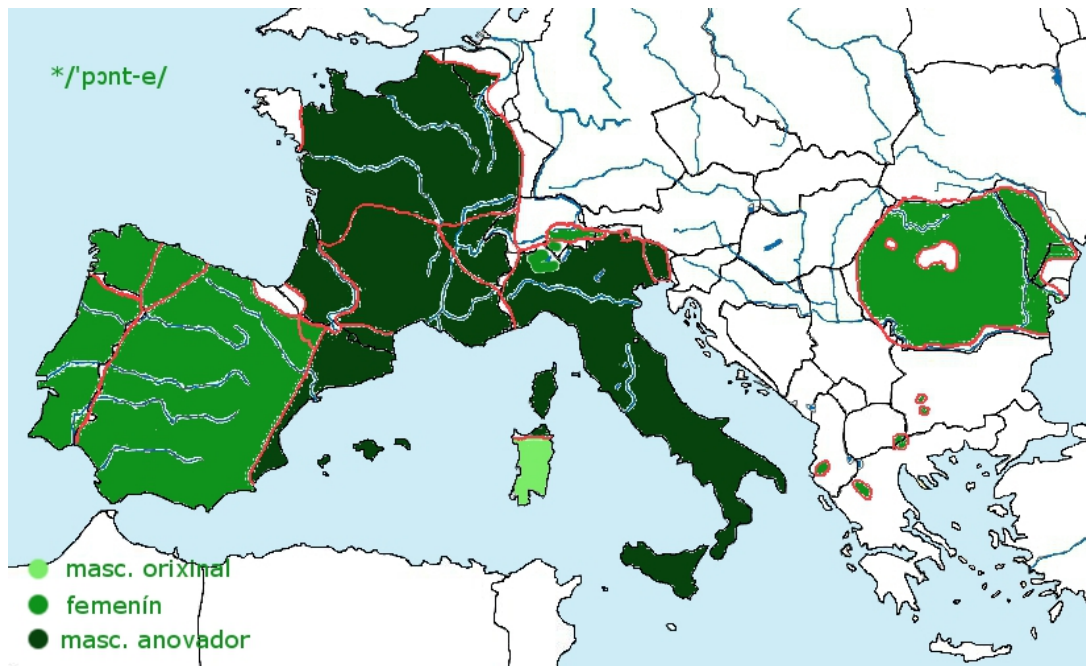 */'pɔnt-e/
masc. orixinal
femenín
masc. anovador